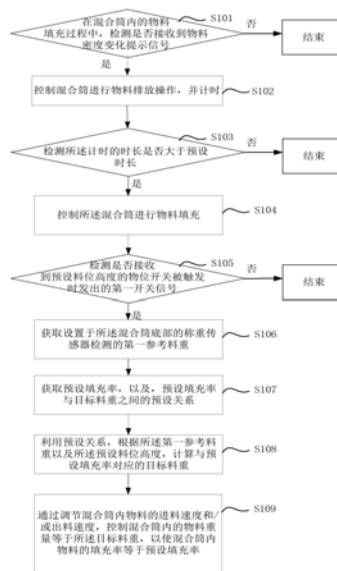 在混合筒内的物料
填充过程中，检测是否接收到物料
密度变化提示信号
S101
否
结束
是
控制混合筒进行物料排放操作，并计时
S102
检测所述计时的时长是否大于预设
时长
S103
否
结束
是
控制所述混合筒进行物料填充
S104
检测是否接收
到预设料位高度的物位开关被触发
时发出的第一开关信号
S105
否
结束
是
获取设置于所述混合筒底部的称重传
感器检测的第一参考料重
S106
获取预设填充率，以及，预设填充率
与目标料重之间的预设关系
S107
利用预设关系，根据所述第一参考料
重以及所述预设料位高度，计算与
预设填充率对应的目标料重
S108
通过调节混合筒内物料的进料速度和/
或出料速度，控制混合筒内的物料重
量等于所述目标料重，以使混合筒内
物料的填充率等于预设填充率
S109